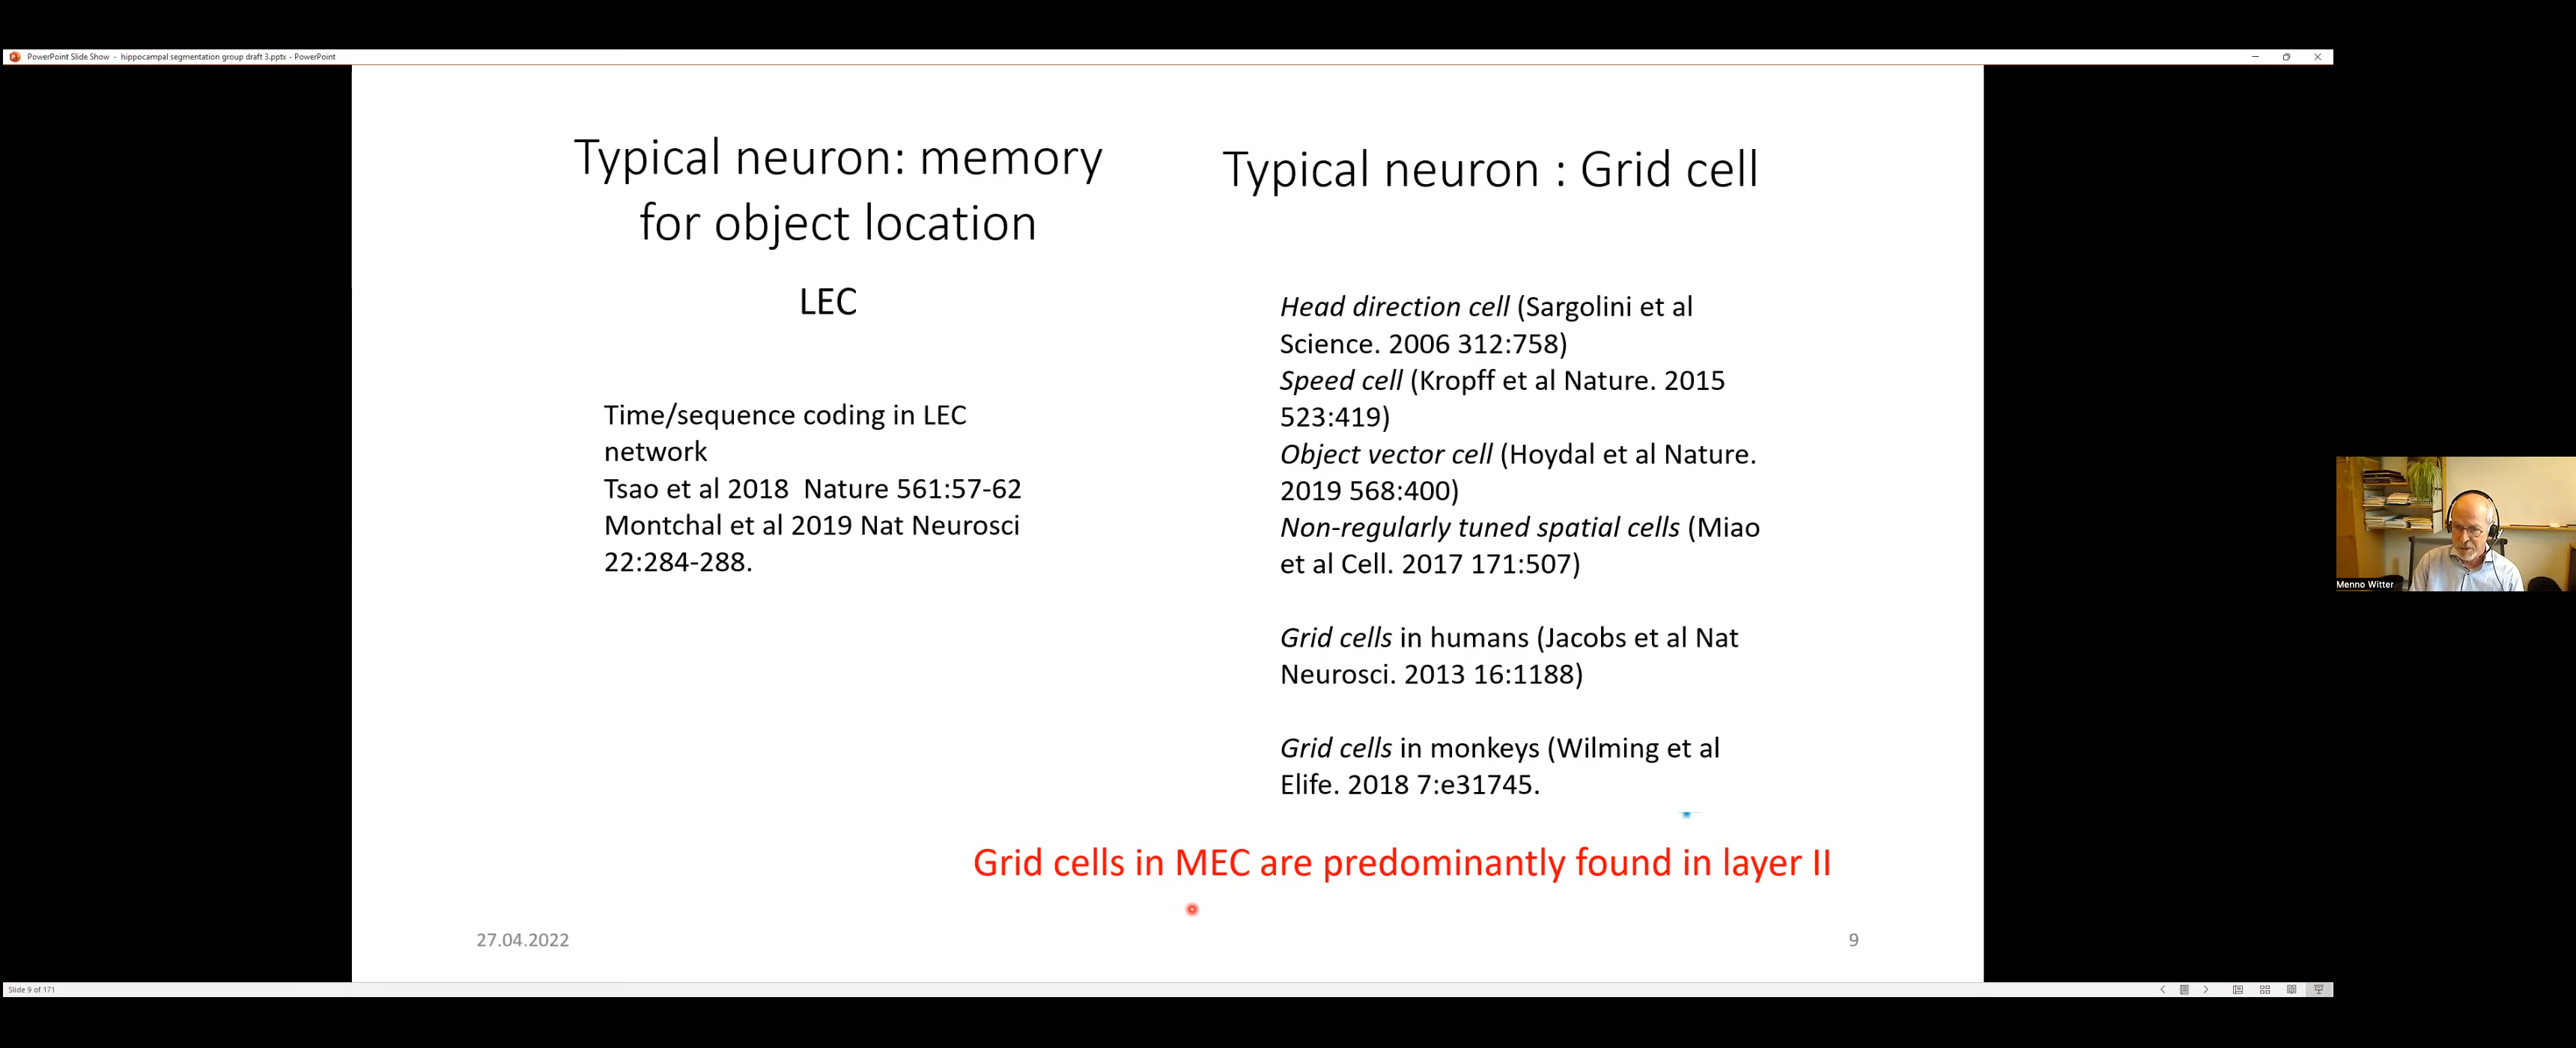 PowerPoint Slide Show - hippocampal segmentation group draft 3.pptx - PowerPoint
Typical neuron: memory
for object location
LEC
Time/sequence coding in LEC
network
Tsao et al 2018 Nature 561:57-62
Montchal et al 2019 Nat Neurosci
22:284-288.
Typical neuron : Grid cell
Head direction cell (Sargolini et al
Science. 2006 312:758)
Speed cell (Kropff et al Nature. 2015
523:419)
Object vector cell (Hoydal et al Nature.
2019 568:400)
Non-regularly tuned spatial cells (Miao
et al Cell. 2017 171:507)
Grid cells in humans (Jacobs et al Nat
Neurosci. 2013 16:1188)
Grid cells in monkeys (Wilming et al
Elife. 2018 7:e31745.
Grid cells in MEC are predominantly found in layer II
27.04.2022
9
Slide 9 of 171
Menno Witter